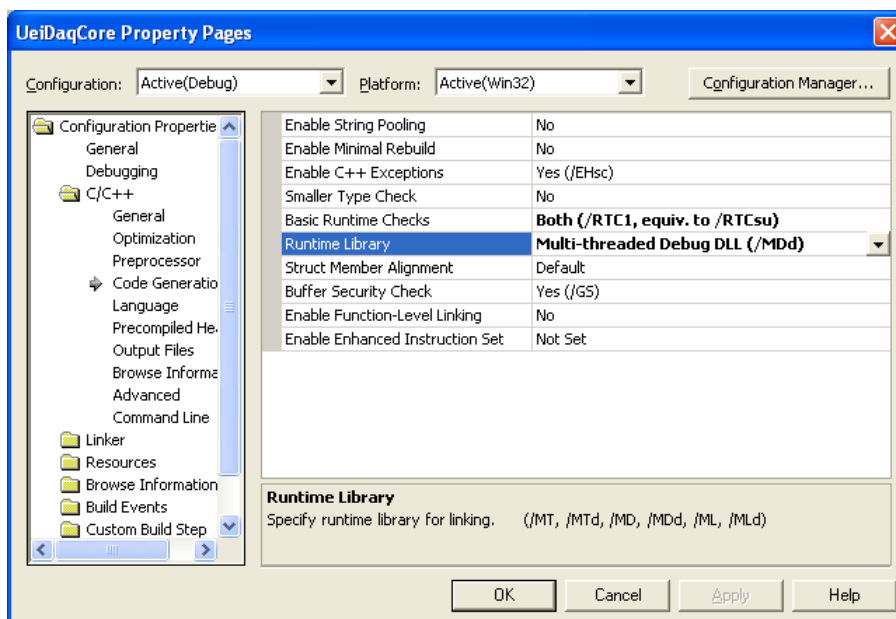 UeiDaqCore Property Pages
Configuration: Active(Debug) Platform: Active(Win32) Configuration Manager...
Configuration Propertie
General
Debugging
C/C++
General
Optimization
Preprocessor
Code Generatio
Language
Precompiled He
Output Files
Browse Informa
Advanced
Command Line
Linker
Resources
Browse Information
Build Events
Custom Build Step
Enable String Pooling No
Enable Minimal Rebuild No
Enable C++ Exceptions Yes (/EHsc)
Smaller Type Check No
Basic Runtime Checks Both (/RTC1, equiv. to /RTCsu)
Runtime Library Multi-threaded Debug DLL (/MDd)
Struct Member Alignment Default
Buffer Security Check Yes (/GS)
Enable Function-Level Linking No
Enable Enhanced Instruction Set Not Set
Runtime Library
Specify runtime library for linking. (/MT, /MTd, /MD, /MDd, /ML, /MLd)
OK Cancel Apply Help